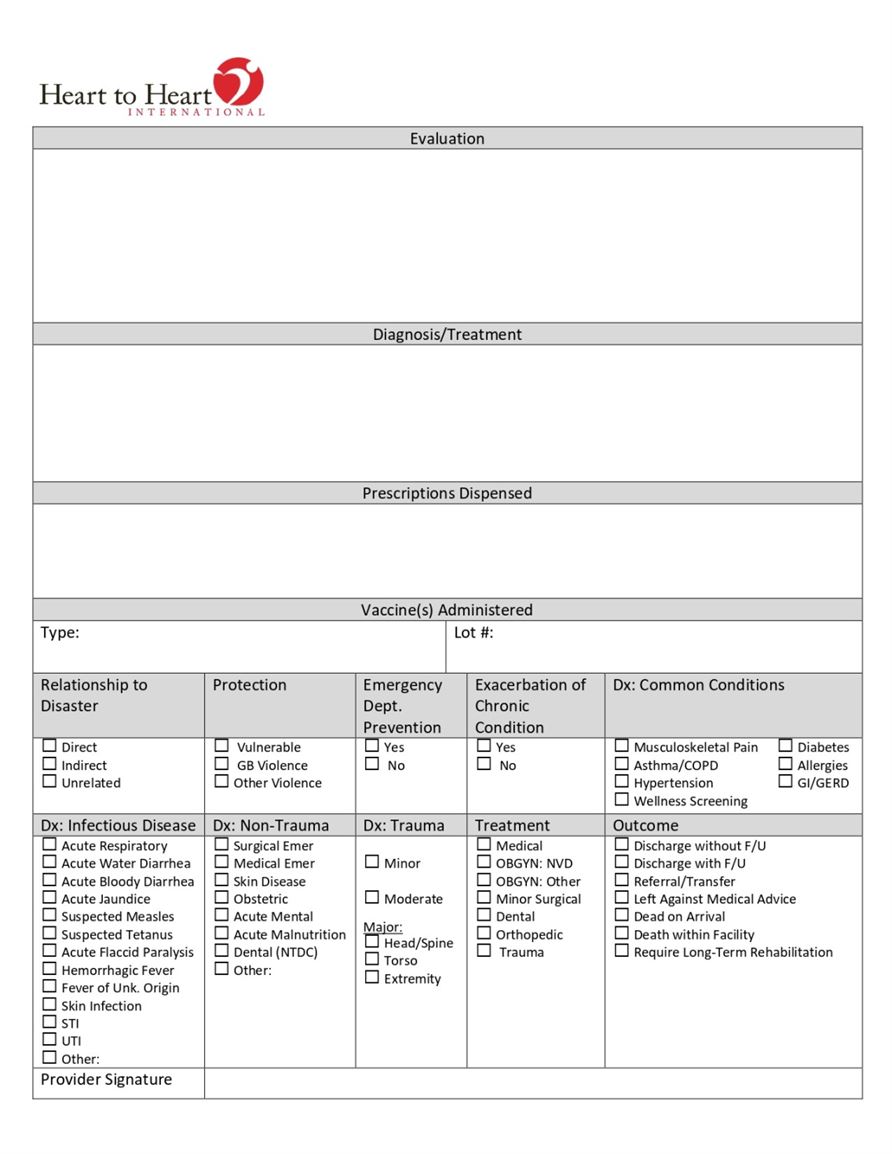 Heart to Heart
INTERNATIONAL
Evaluation
Diagnosis/Treatment
Prescriptions Dispensed
Vaccine(s) Administered
Type:
Lot #:
Relationship to
Disaster
Protection
Emergency
Dept.
Prevention
Exacerbation of
Chronic
Condition
Dx: Common Conditions
☐ Direct
☐ Indirect
☐ Unrelated
☐ Vulnerable
☐ GB Violence
☐ Other Violence
☐ Yes
☐ No
☐ Yes
☐ No
☐ Musculoskeletal Pain ☐ Diabetes
☐ Asthma/COPD ☐ Allergies
☐ Hypertension ☐ GI/GERD
☐ Wellness Screening
Dx: Infectious Disease
Dx: Non-Trauma
Dx: Trauma
Treatment
Outcome
☐ Acute Respiratory
☐ Acute Water Diarrhea
☐ Acute Bloody Diarrhea
☐ Acute Jaundice
☐ Suspected Measles
☐ Suspected Tetanus
☐ Acute Flaccid Paralysis
☐ Hemorrhagic Fever
☐ Fever of Unk. Origin
☐ Skin Infection
☐ STI
☐ UTI
☐ Other:
☐ Surgical Emer
☐ Medical Emer
☐ Skin Disease
☐ Obstetric
☐ Acute Mental
☐ Acute Malnutrition
☐ Dental (NTDC)
☐ Other:
☐ Minor
☐ Moderate
Major:
☐ Head/Spine
☐ Torso
☐ Extremity
☐ Medical
☐ OBGYN: NVD
☐ OBGYN: Other
☐ Minor Surgical
☐ Dental
☐ Orthopedic
☐ Trauma
☐ Discharge without F/U
☐ Discharge with F/U
☐ Referral/Transfer
☐ Left Against Medical Advice
☐ Dead on Arrival
☐ Death within Facility
☐ Require Long-Term Rehabilitation
Provider Signature